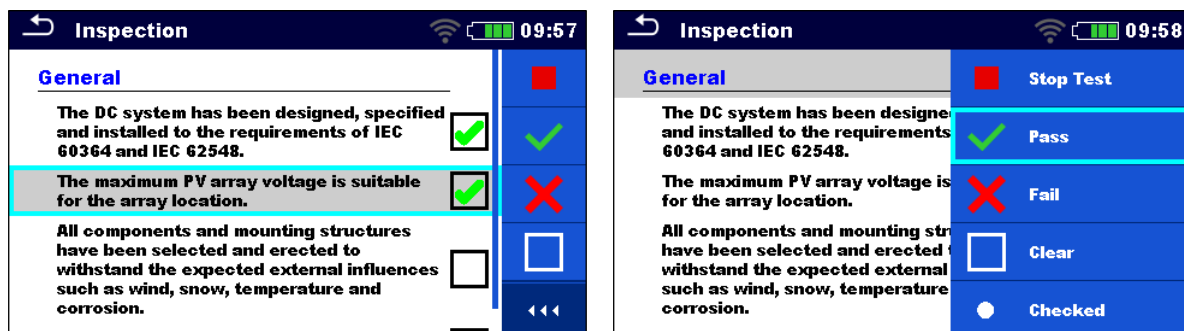 Inspection
09:57
General
The DC system has been designed, specified
and installed to the requirements of IEC
60364 and IEC 62548.
The maximum PV array voltage is suitable
for the array location.
All components and mounting structures
have been selected and erected to
withstand the expected external influences
such as wind, snow, temperature and
corrosion.
Inspection
09:58
General
The DC system has been designe
and installed to the requirements
60364 and IEC 62548.
The maximum PV array voltage is
for the array location.
All components and mounting stru
have been selected and erected t
withstand the expected external
such as wind, snow, temperature
corrosion.
Stop Test
Pass
Fail
Clear
Checked